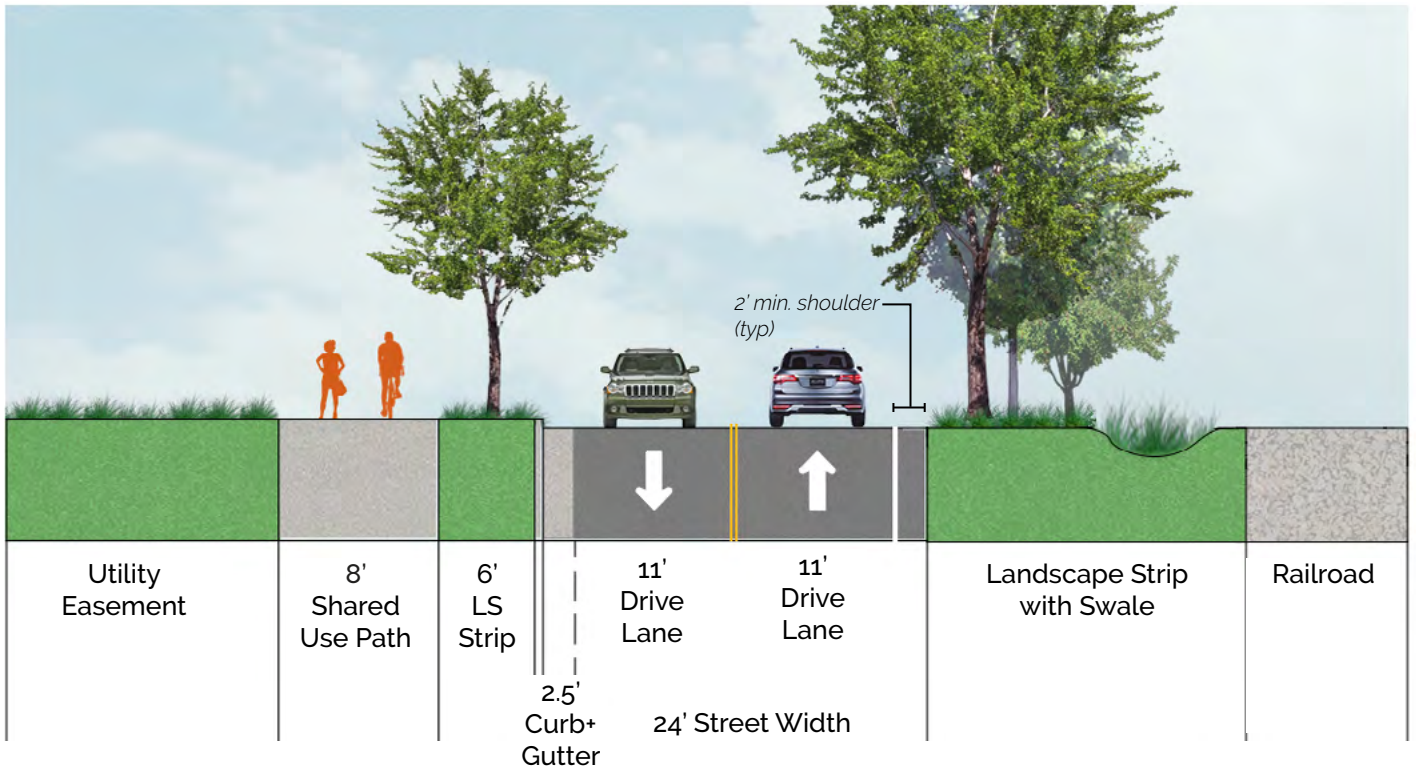 2’ min. shoulder
(typ)
Utility
Easement
8’
Shared
Use Path
6’
LS
Strip
2.5’
Curb+
Gutter
11’
Drive
Lane
11’
Drive
Lane
24’ Street Width
Landscape Strip
with Swale
Railroad